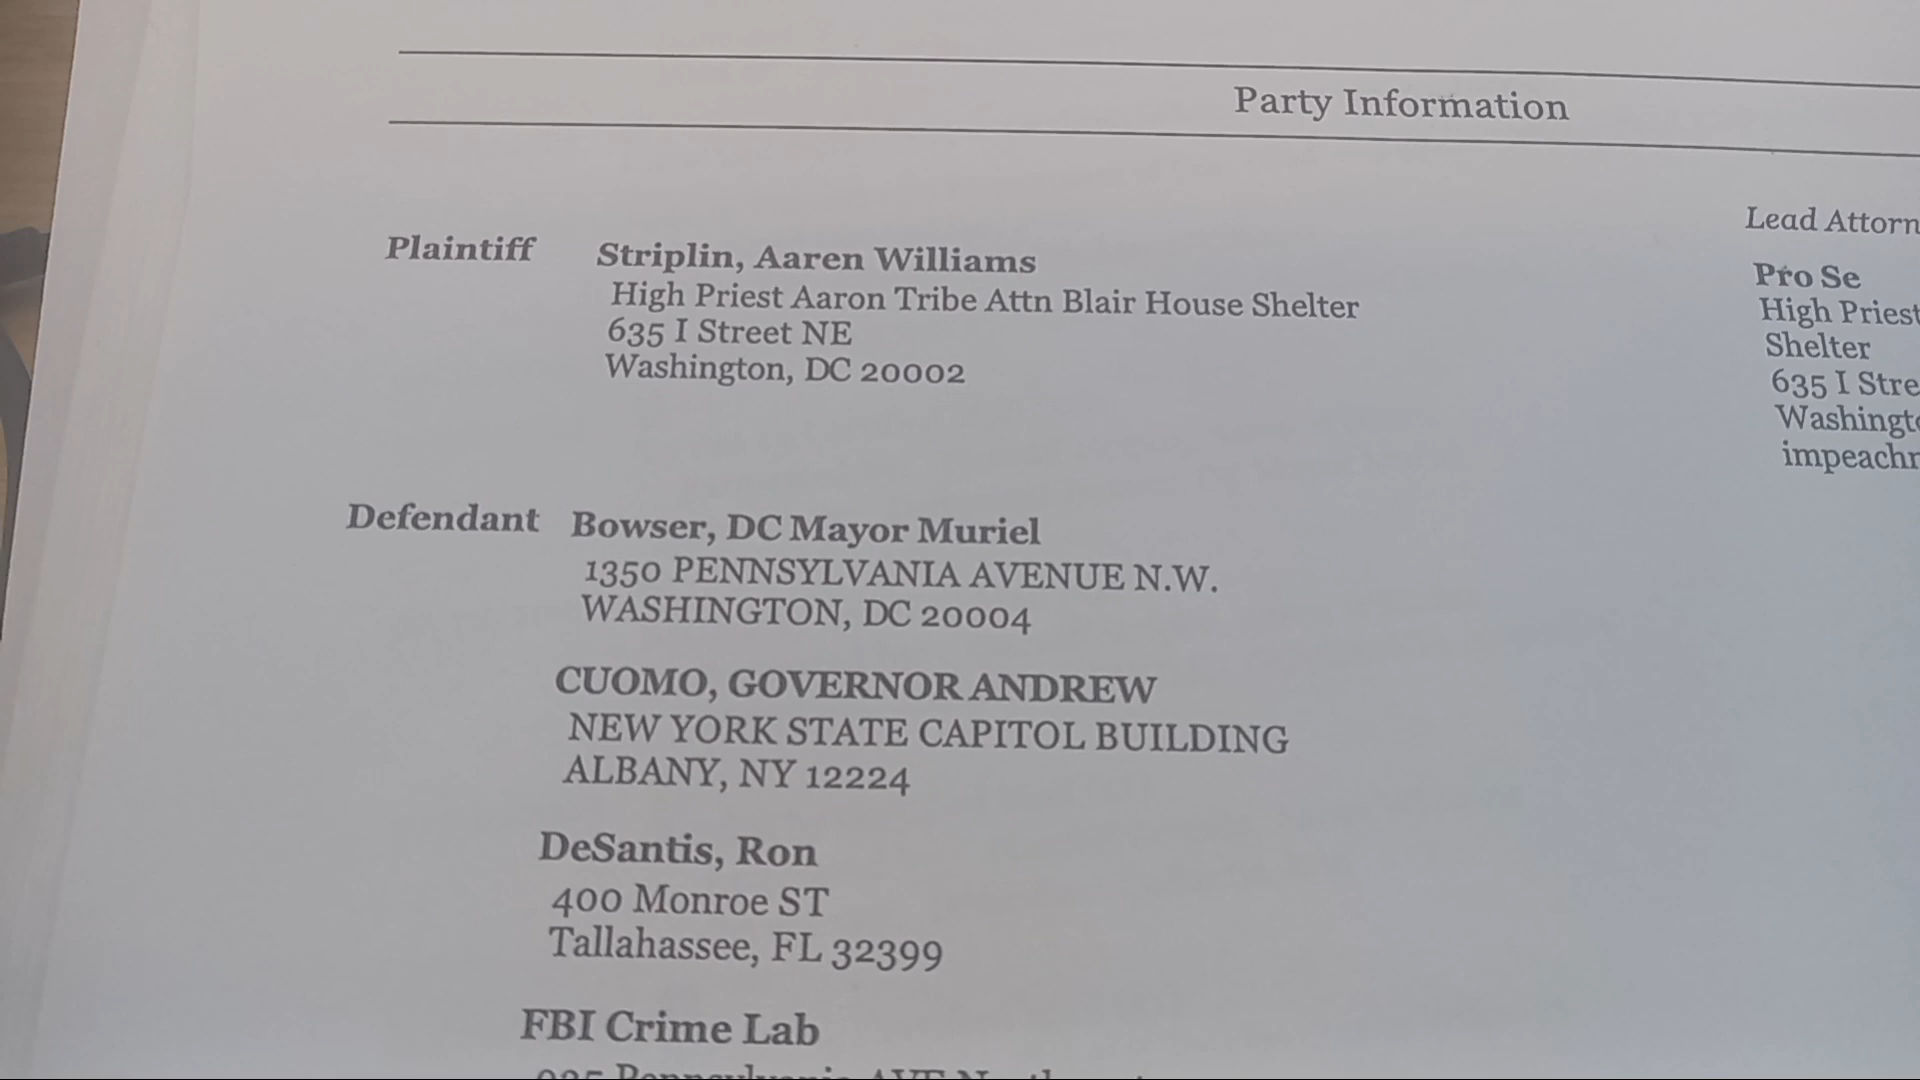 Party Information
Lead Attorn
Plaintiff Striplin, Aaren Williams
High Priest Aaron Tribe Attn Blair House Shelter
635 I Street NE
Washington, DC 20002
Pro Se
High Priest
Shelter
635 I Stre
Washingto
impeachr
Defendant Bowser, DC Mayor Muriel
1350 PENNSYLVANIA AVENUE N.W.
WASHINGTON, DC 20004
CUOMO, GOVERNOR ANDREW
NEW YORK STATE CAPITOL BUILDING
ALBANY, NY 12224
DeSantis, Ron
400 Monroe ST
Tallahassee, FL 32399
FBI Crime Lab
Pennsylvania AVE